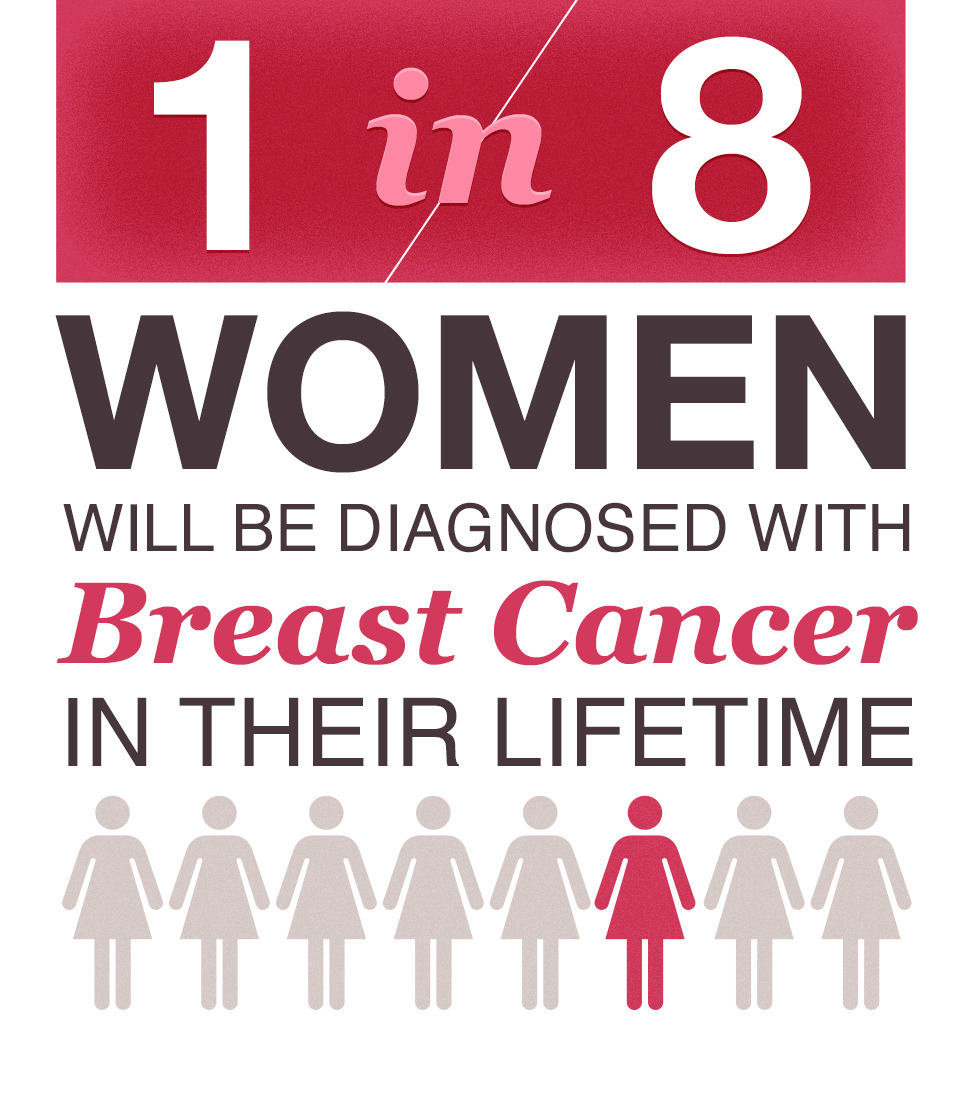 1 in 8
WOMEN
WILL BE DIAGNOSED WITH
Breast Cancer
IN THEIR LIFETIME